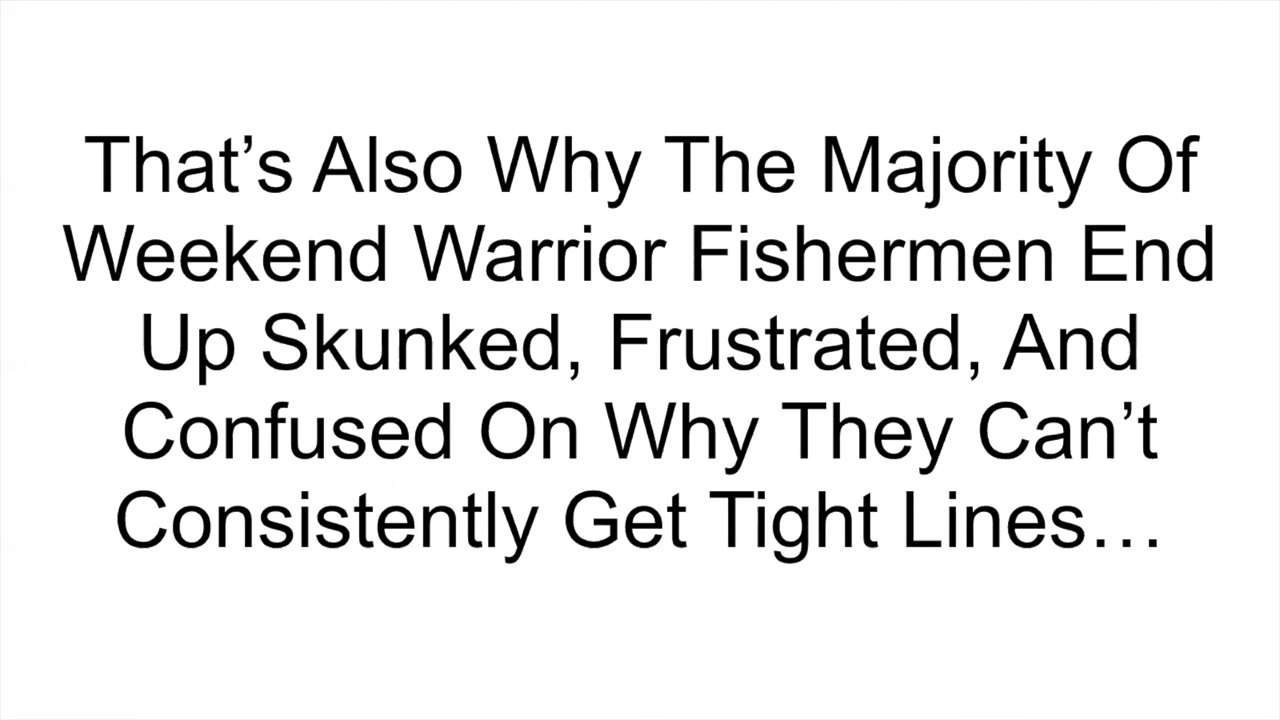 That’s Also Why The Majority Of
Weekend Warrior Fishermen End
Up Skunked, Frustrated, And
Confused On Why They Can’t
Consistently Get Tight Lines…